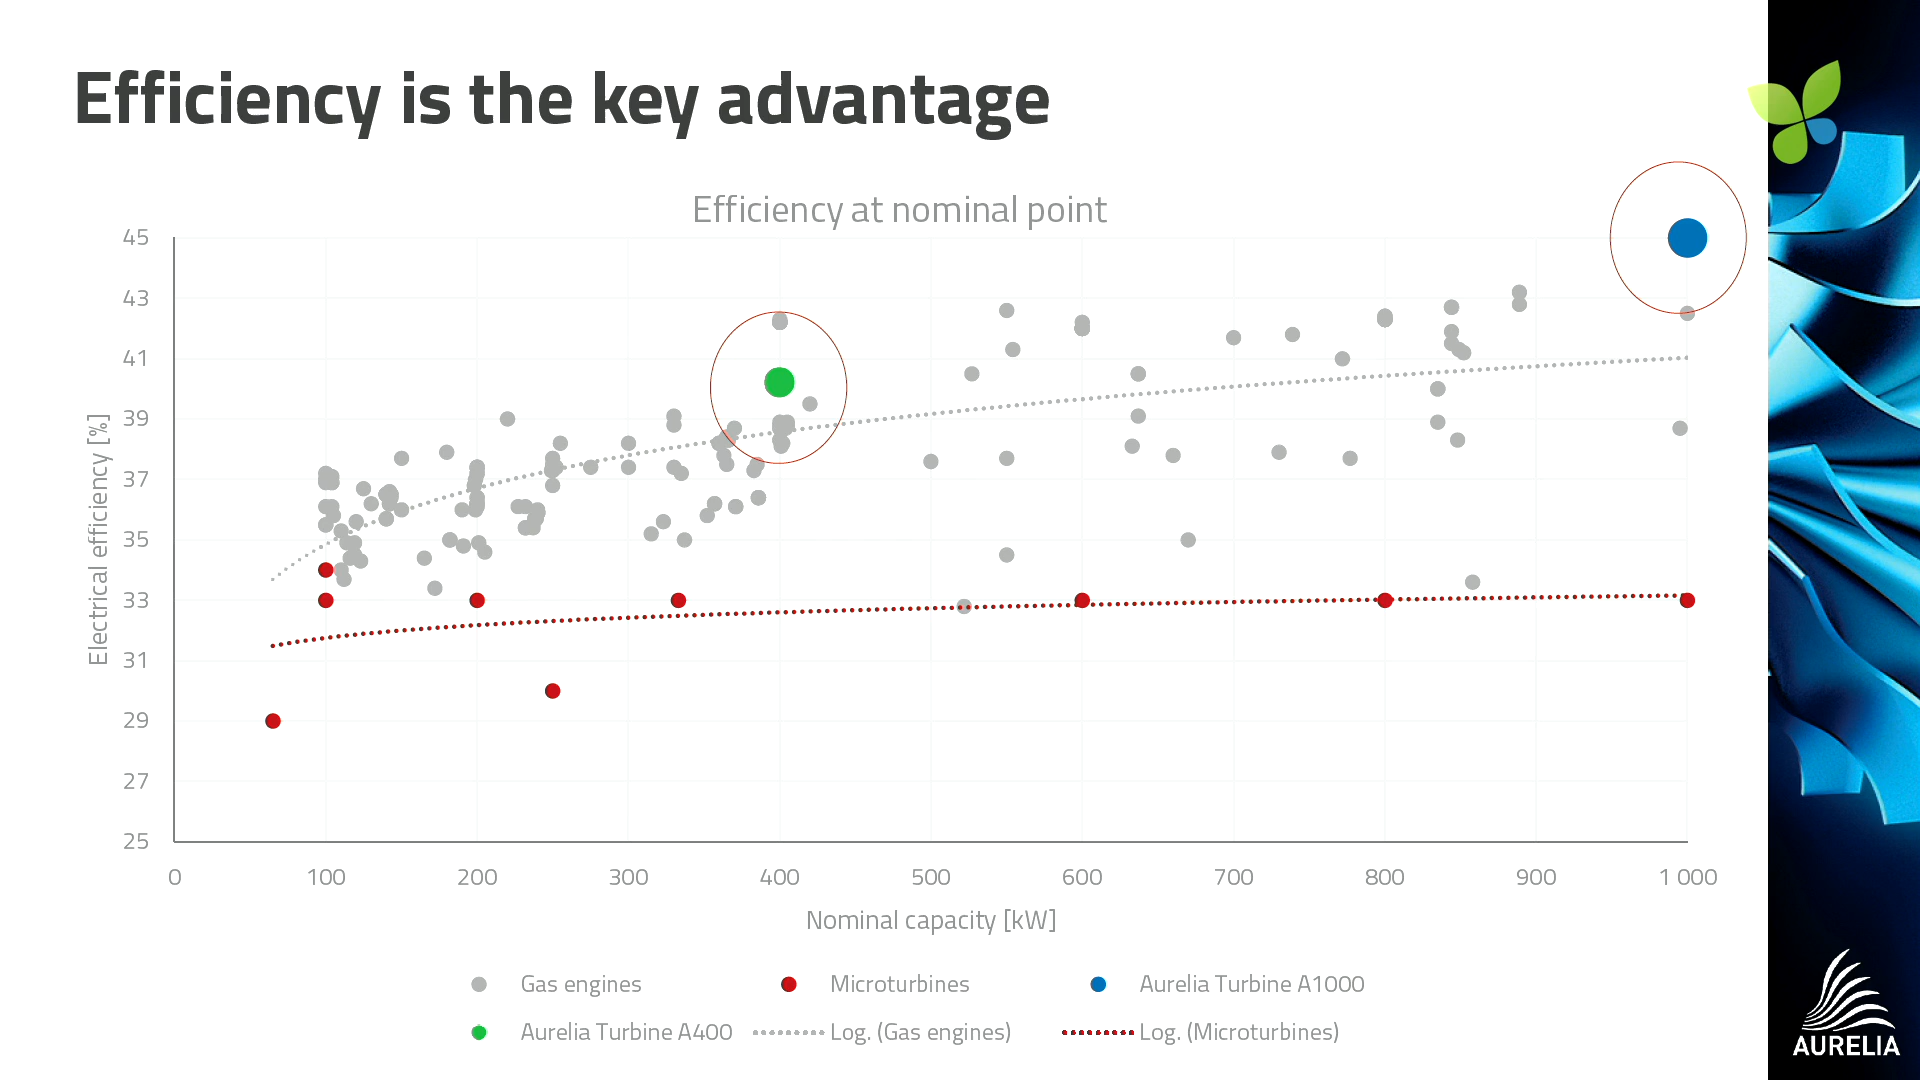 Efficiency is the key advantage
Efficiency at nominal point
Electrical efficiency [%]
45
43
41
39
37
35
33
31
29
27
25
0 100 200 300 400 500 600 700 800 900 1 000
Nominal capacity [kW]
Gas engines Microturbines Aurelia Turbine A1000
Aurelia Turbine A400 Log. (Gas engines) Log. (Microturbines)
AURELIA